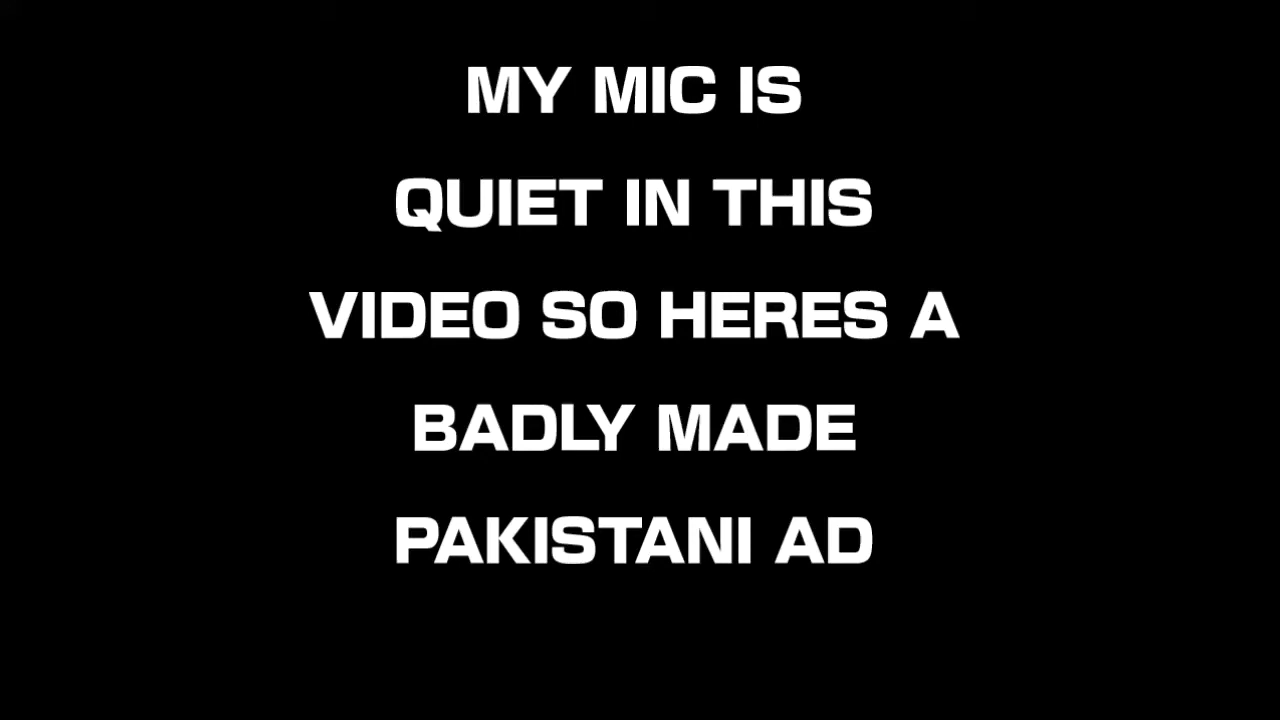 MY MIC IS
QUIET IN THIS
VIDEO SO HERES A
BADLY MADE
PAKISTANI AD